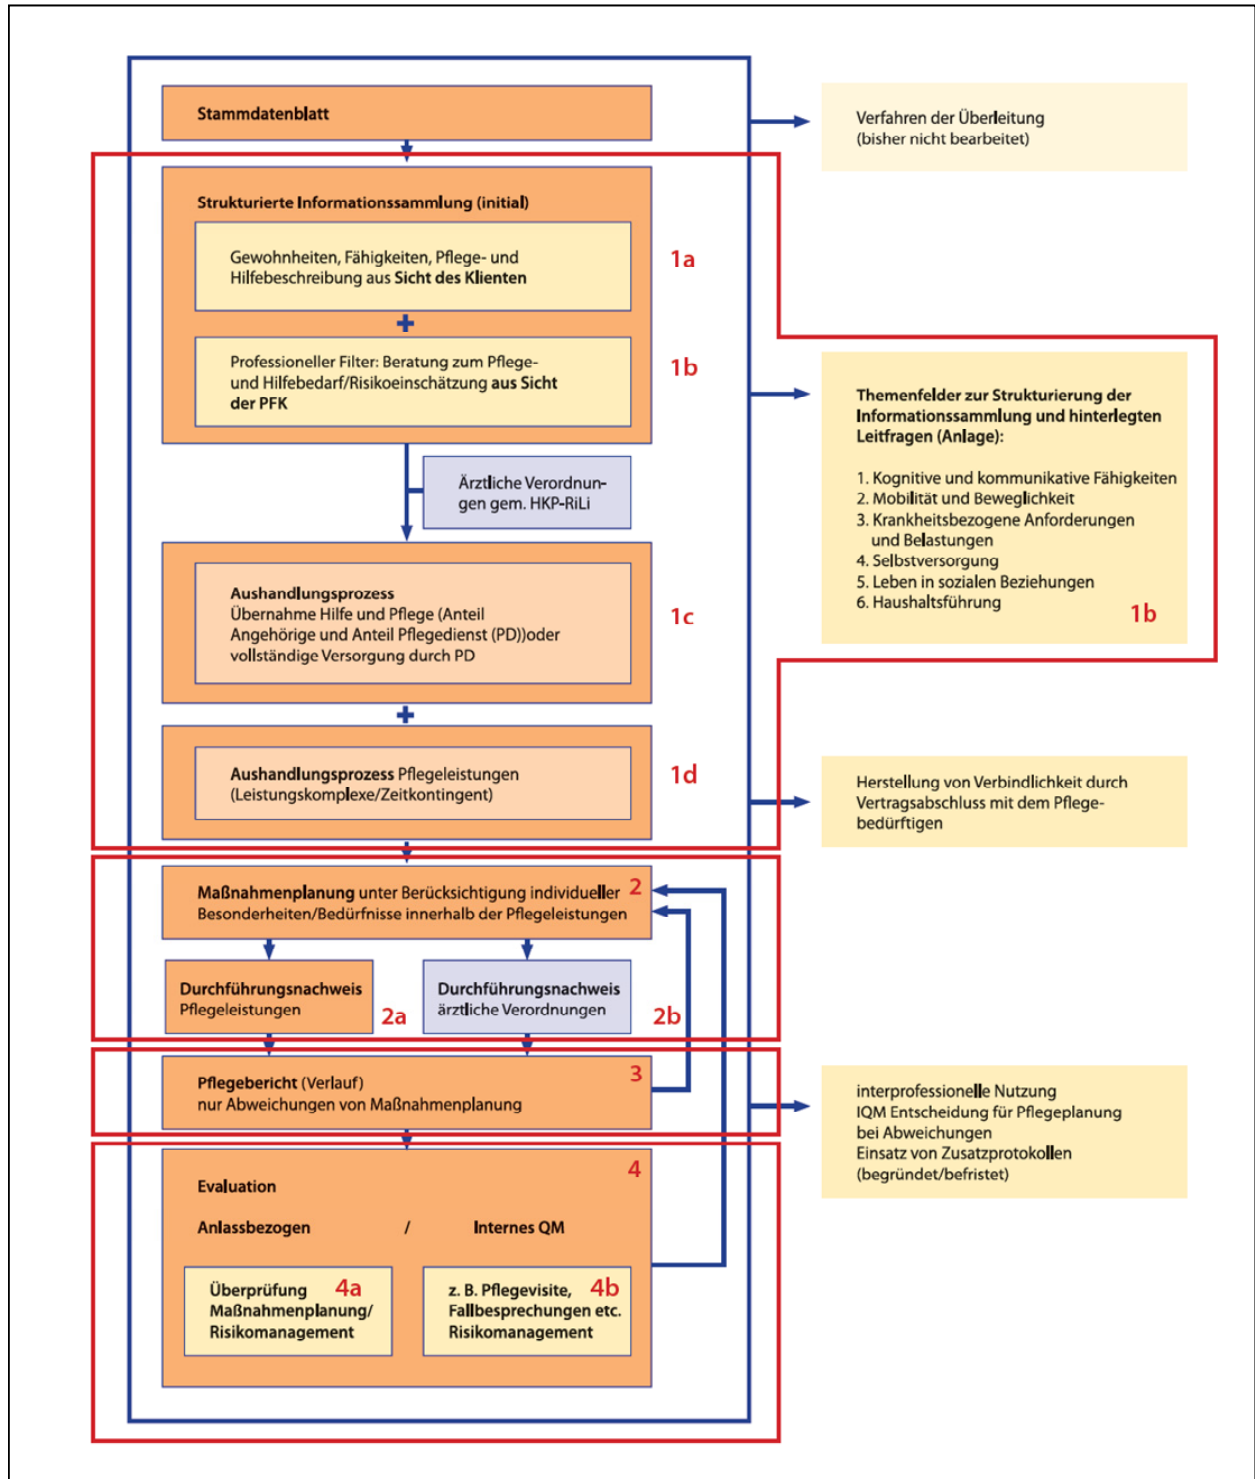 Stammdatenblatt
Verfahren der Überleitung
(bisher nicht bearbeitet)
Strukturierte Informationssammlung (initial)
Gewohnheiten, Fähigkeiten, Pflege- und
Hilfebeschreibung aus Sicht des Klienten
1a
+
Professioneller Filter: Beratung zum Pflege-
und Hilfebedarf/Risikoeinschätzung aus Sicht
der PFK
1b
Themenfelder zur Strukturierung der
Informationssammlung und hinterlegten
Leitfragen (Anlage):
1. Kognitive und kommunikative Fähigkeiten
2. Mobilität und Beweglichkeit
3. Krankheitsbezogene Anforderungen
und Belastungen
4. Selbstversorgung
5. Leben in sozialen Beziehungen
6. Haushaltsführung
1b
Ärztliche Verordnun-
gen gem. HKP-RiLi
Aushandlungsprozess
Übernahme Hilfe und Pflege (Anteil
Angehörige und Anteil Pflegedienst (PD))oder
vollständige Versorgung durch PD
1c
+
Aushandlungsprozess Pflegeleistungen
(Leistungskomplexe/Zeitkontingent)
1d
Herstellung von Verbindlichkeit durch
Vertragsabschluss mit dem Pflege-
bedürftigen
Maßnahmenplanung unter Berücksichtigung individueller
Besonderheiten/Bedürfnisse innerhalb der Pflegeleistungen
2
Durchführungsnachweis
Pflegeleistungen
2a
Durchführungsnachweis
ärztliche Verordnungen
2b
Pflegebericht (Verlauf)
nur Abweichungen von Maßnahmenplanung
3
interprofessionelle Nutzung
IQM Entscheidung für Pflegeplanung
bei Abweichungen
Einsatz von Zusatzprotokollen
(begründet/befristet)
4
Evaluation
Anlassbezogen / Internes QM
Überprüfung
Maßnahmenplanung/
Risikomanagement
4a
z. B. Pflegevisite,
Fallbesprechungen etc.
Risikomanagement
4b